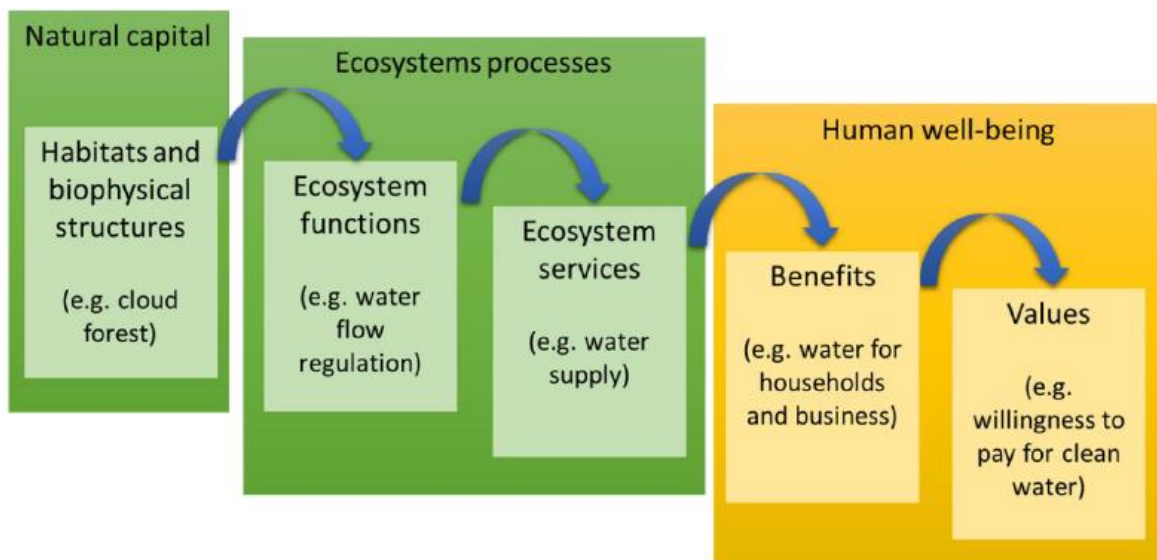 Natural capital
Habitats and
biophysical
structures
(e.g. cloud
forest)
Ecosystems processes
Ecosystem
functions
(e.g. water
flow
regulation)
Ecosystem
services
(e.g. water
supply)
Human well-being
Benefits
(e.g. water for
households
and business)
Values
(e.g.
willingness to
pay for clean
water)